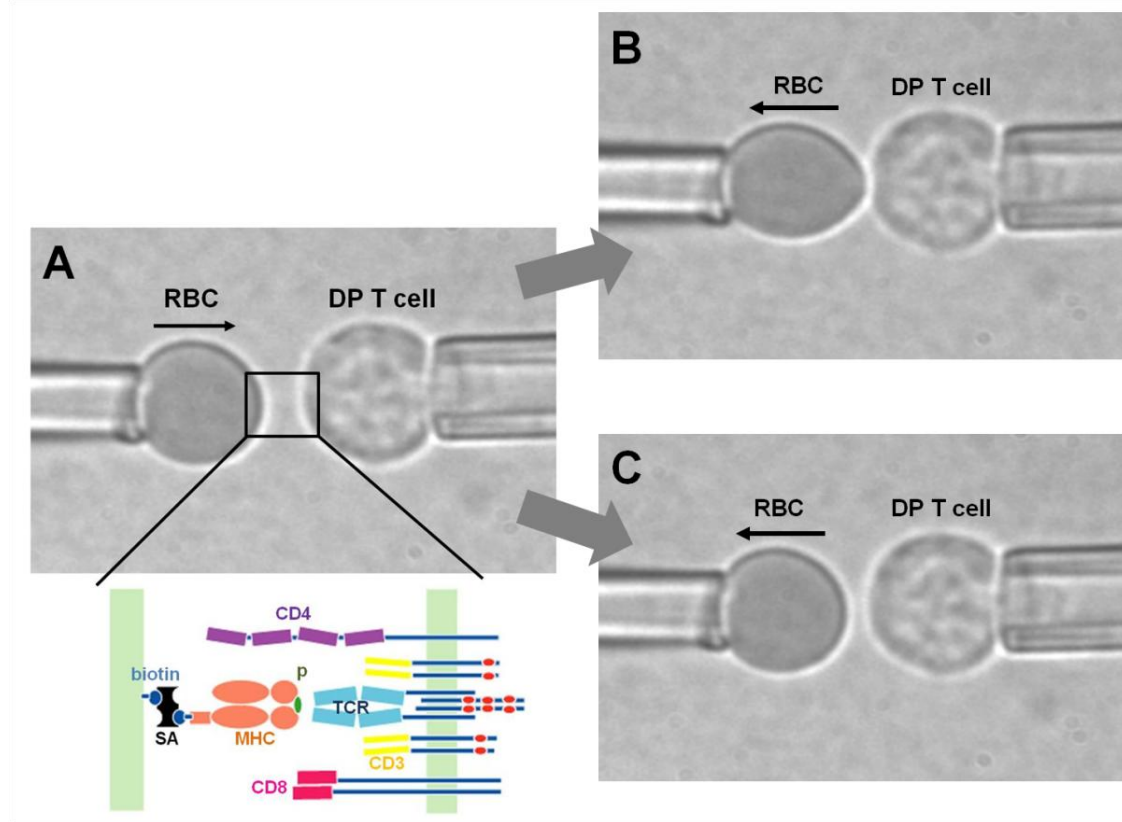 A
RBC
DP T cell
CD4
biotin
p
TCR
SA
MHC
CD3
CD8
B
RBC
DP T cell
C
RBC
DP T cell